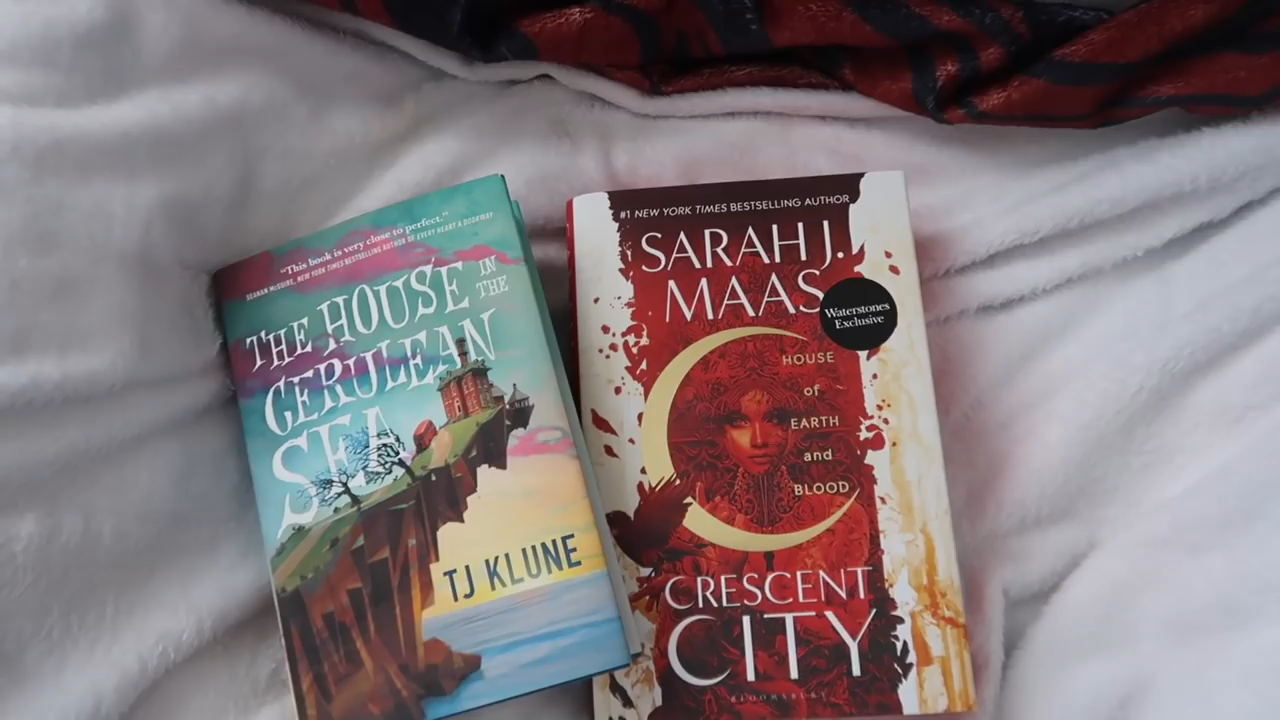 "This book is very close to perfect."
SEANAN McGUIRE, NEW YORK TIMES BESTSELLING AUTHOR OF EVERY HEART A DOORWAY
THE HOUSE IN THE
CERULEAN
SEA
TJ KLUNE
#1 NEW YORK TIMES BESTSELLING AUTHOR
SARAH J.
MAAS
Waterstones
Exclusive
HOUSE
of
EARTH
and
BLOOD
CRESCENT
CITY
BLOOMSBURY